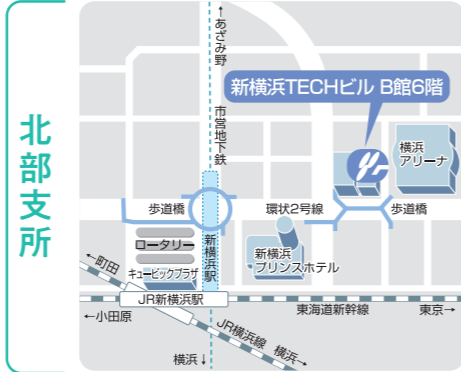 北部支所
←あざみ野
市営地下鉄
新横浜TECHビル B館6階
横浜
アリーナ
歩道橋
環状2号線
歩道橋
ロータリー
新横浜駅
新横浜
プリンスホテル
←町田
キュービックプラザ
JR新横浜駅
←小田原
東海道新幹線
東京→
JR横浜線
横浜→
横浜↓